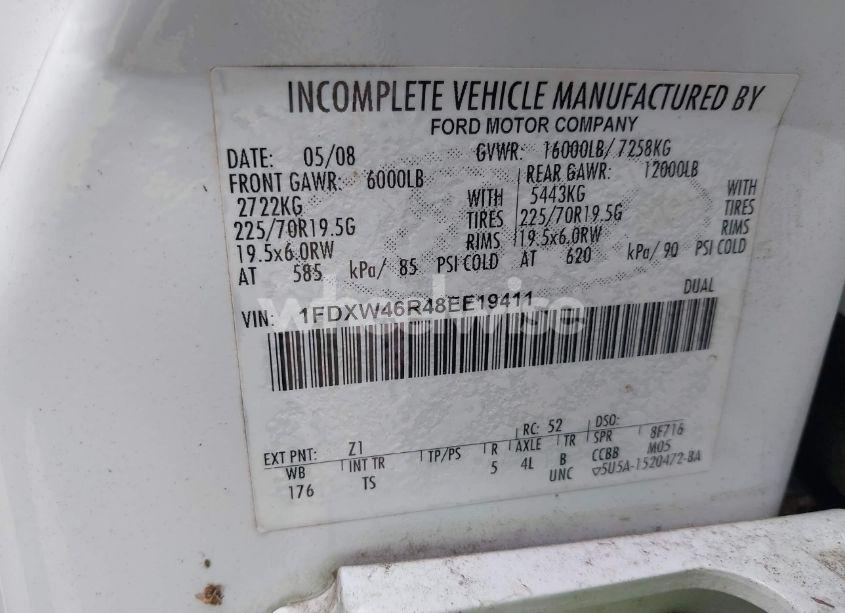 INCOMPLETE VEHICLE MANUFACTURED BY
FORD MOTOR COMPANY
DATE: 05/08 GVWR: 16000LB/ 7258KG
FRONT GAWR: 6000LB REAR GAWR: 12000LB
2722KG WITH 5443KG WITH
225/70R19.5G TIRES 225/70R19.5G TIRES
19.5x6.0RW RIMS 19.5x6.0RW RIMS
AT 585 kPa/ 85 PSI COLD AT 620 kPa/ 90 PSI COLD
DUAL
VIN: 1FDXW46R48EE19411
wheelwise
EXT PNT: Z1 RC: 52 DSO:
WB INT TR TP/PS R AXLE TR SPR 8F716
176 TS 5 4L B CCBB M05
UNC ▽5U5A-1520472-BA